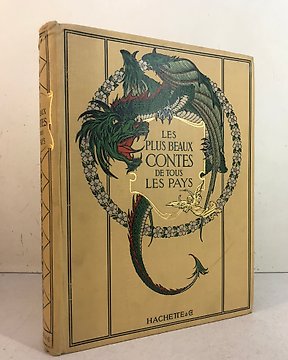 LES
PLUS BEAUX
CONTES
DE TOUS
LES PAYS
HACHETTE & Cie